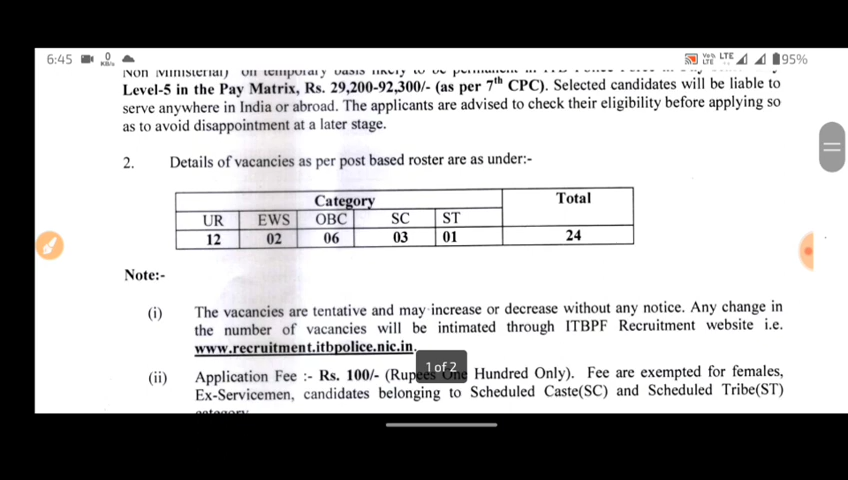 6:45 0 KB/s VoLTE LTE 95%
Level-5 in the Pay Matrix, Rs. 29,200-92,300/- (as per 7th CPC). Selected candidates will be liable to
serve anywhere in India or abroad. The applicants are advised to check their eligibility before applying so
as to avoid disappointment at a later stage.
2. Details of vacancies as per post based roster are as under:-
Category Total
UR EWS OBC SC ST
12 02 06 03 01 24
Note:-
(i) The vacancies are tentative and may increase or decrease without any notice. Any change in
the number of vacancies will be intimated through ITBPF Recruitment website i.e.
www.recruitment.itbpolice.nic.in.
1 of 2
(ii) Application Fee :- Rs. 100/- (Rupees One Hundred Only). Fee are exempted for females,
Ex-Servicemen, candidates belonging to Scheduled Caste(SC) and Scheduled Tribe(ST)